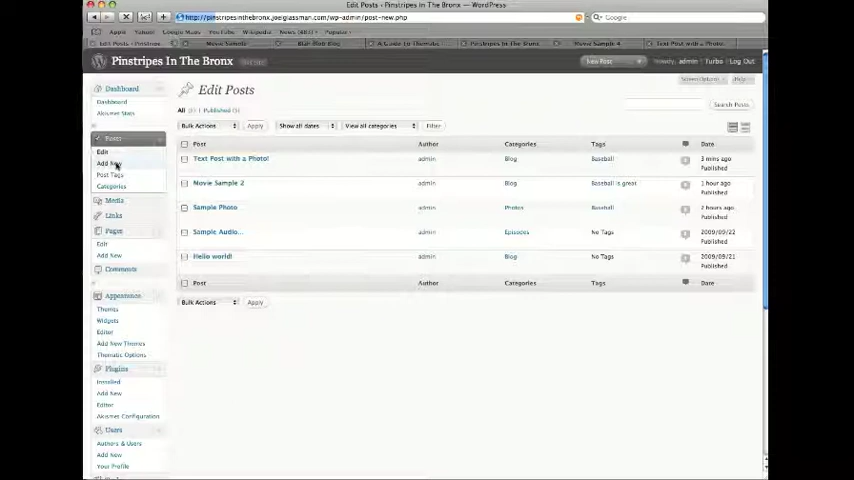 Edit Posts ‹ Pinstripes In The Bronx — WordPress
http://pinstripesinthebronx.joelglassman.com/wp-admin/post-new.php
Google
Apple Yahoo! Google Maps YouTube Wikipedia News Popular
Edit Posts ‹ Pinstripes... Movie Sample Blah Blah Blog A Guide To Thematic Pinstripes In The Bronx Movie Sample 4 Text Post with a Photo!
Pinstripes In The Bronx
New Post
Howdy, admin
Turbo
Log Out
Screen Options
Help
Dashboard
Dashboard
Akismet Stats
Posts
Edit
Add New
Post Tags
Categories
Media
Links
Pages
Edit
Add New
Comments
Appearance
Themes
Widgets
Editor
Add New Themes
Thematic Options
Plugins
Installed
Add New
Editor
Akismet Configuration
Users
Authors & Users
Add New
Your Profile
Edit Posts
All (5) | Published (5)
Search Posts
Bulk Actions Apply Show all dates View all categories Filter
Post Author Categories Tags Date
Text Post with a Photo! admin Blog Baseball 3 mins ago
Published
Movie Sample 2 admin Blog Baseball is great 1 hour ago
Published
Sample Photo admin Photos Baseball 2 hours ago
Published
Sample Audio... admin Episodes No Tags 2009/09/22
Published
Hello world! admin Blog No Tags 2009/09/21
Published
Post Author Categories Tags Date
Bulk Actions Apply